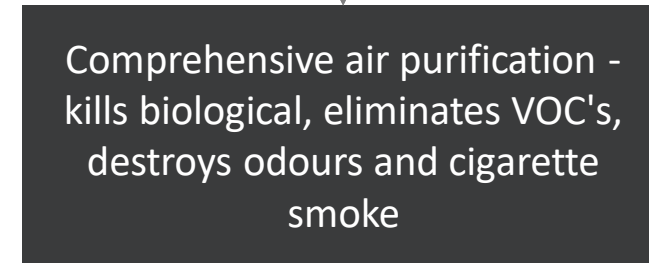 Comprehensive air purification -
kills biological, eliminates VOC's,
destroys odours and cigarette
smoke